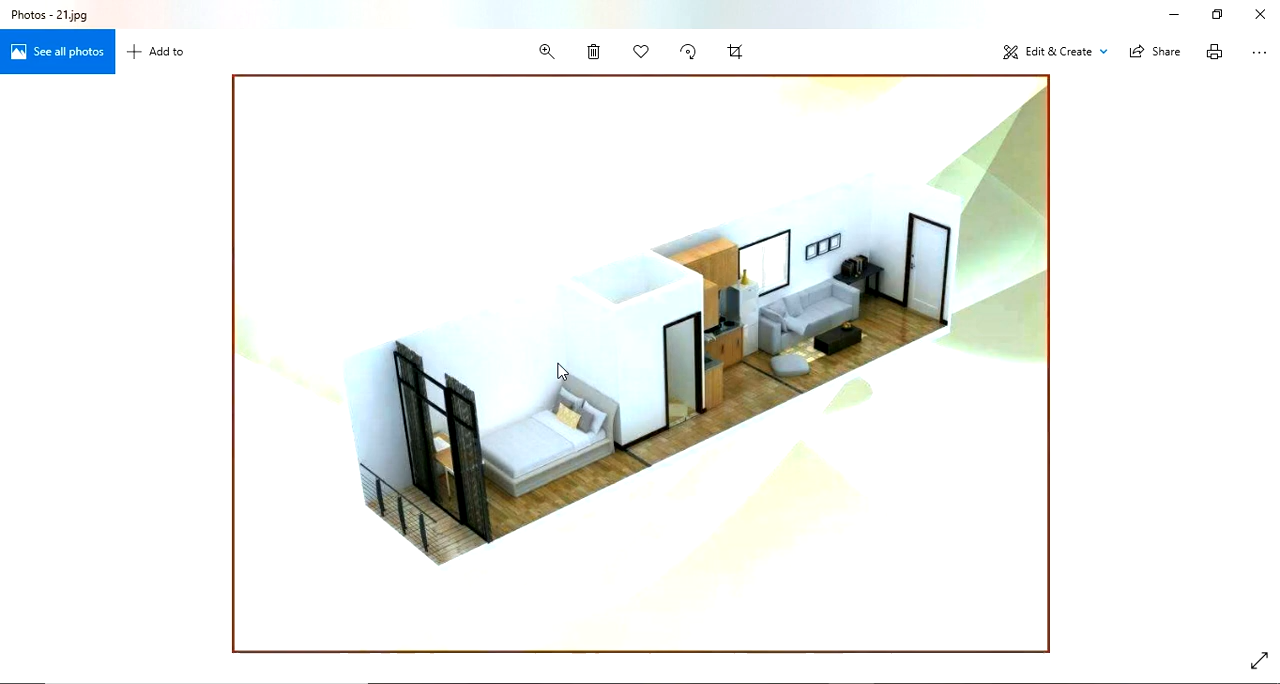 Photos - 21.jpg
See all photos
Add to
Edit & Create
Share